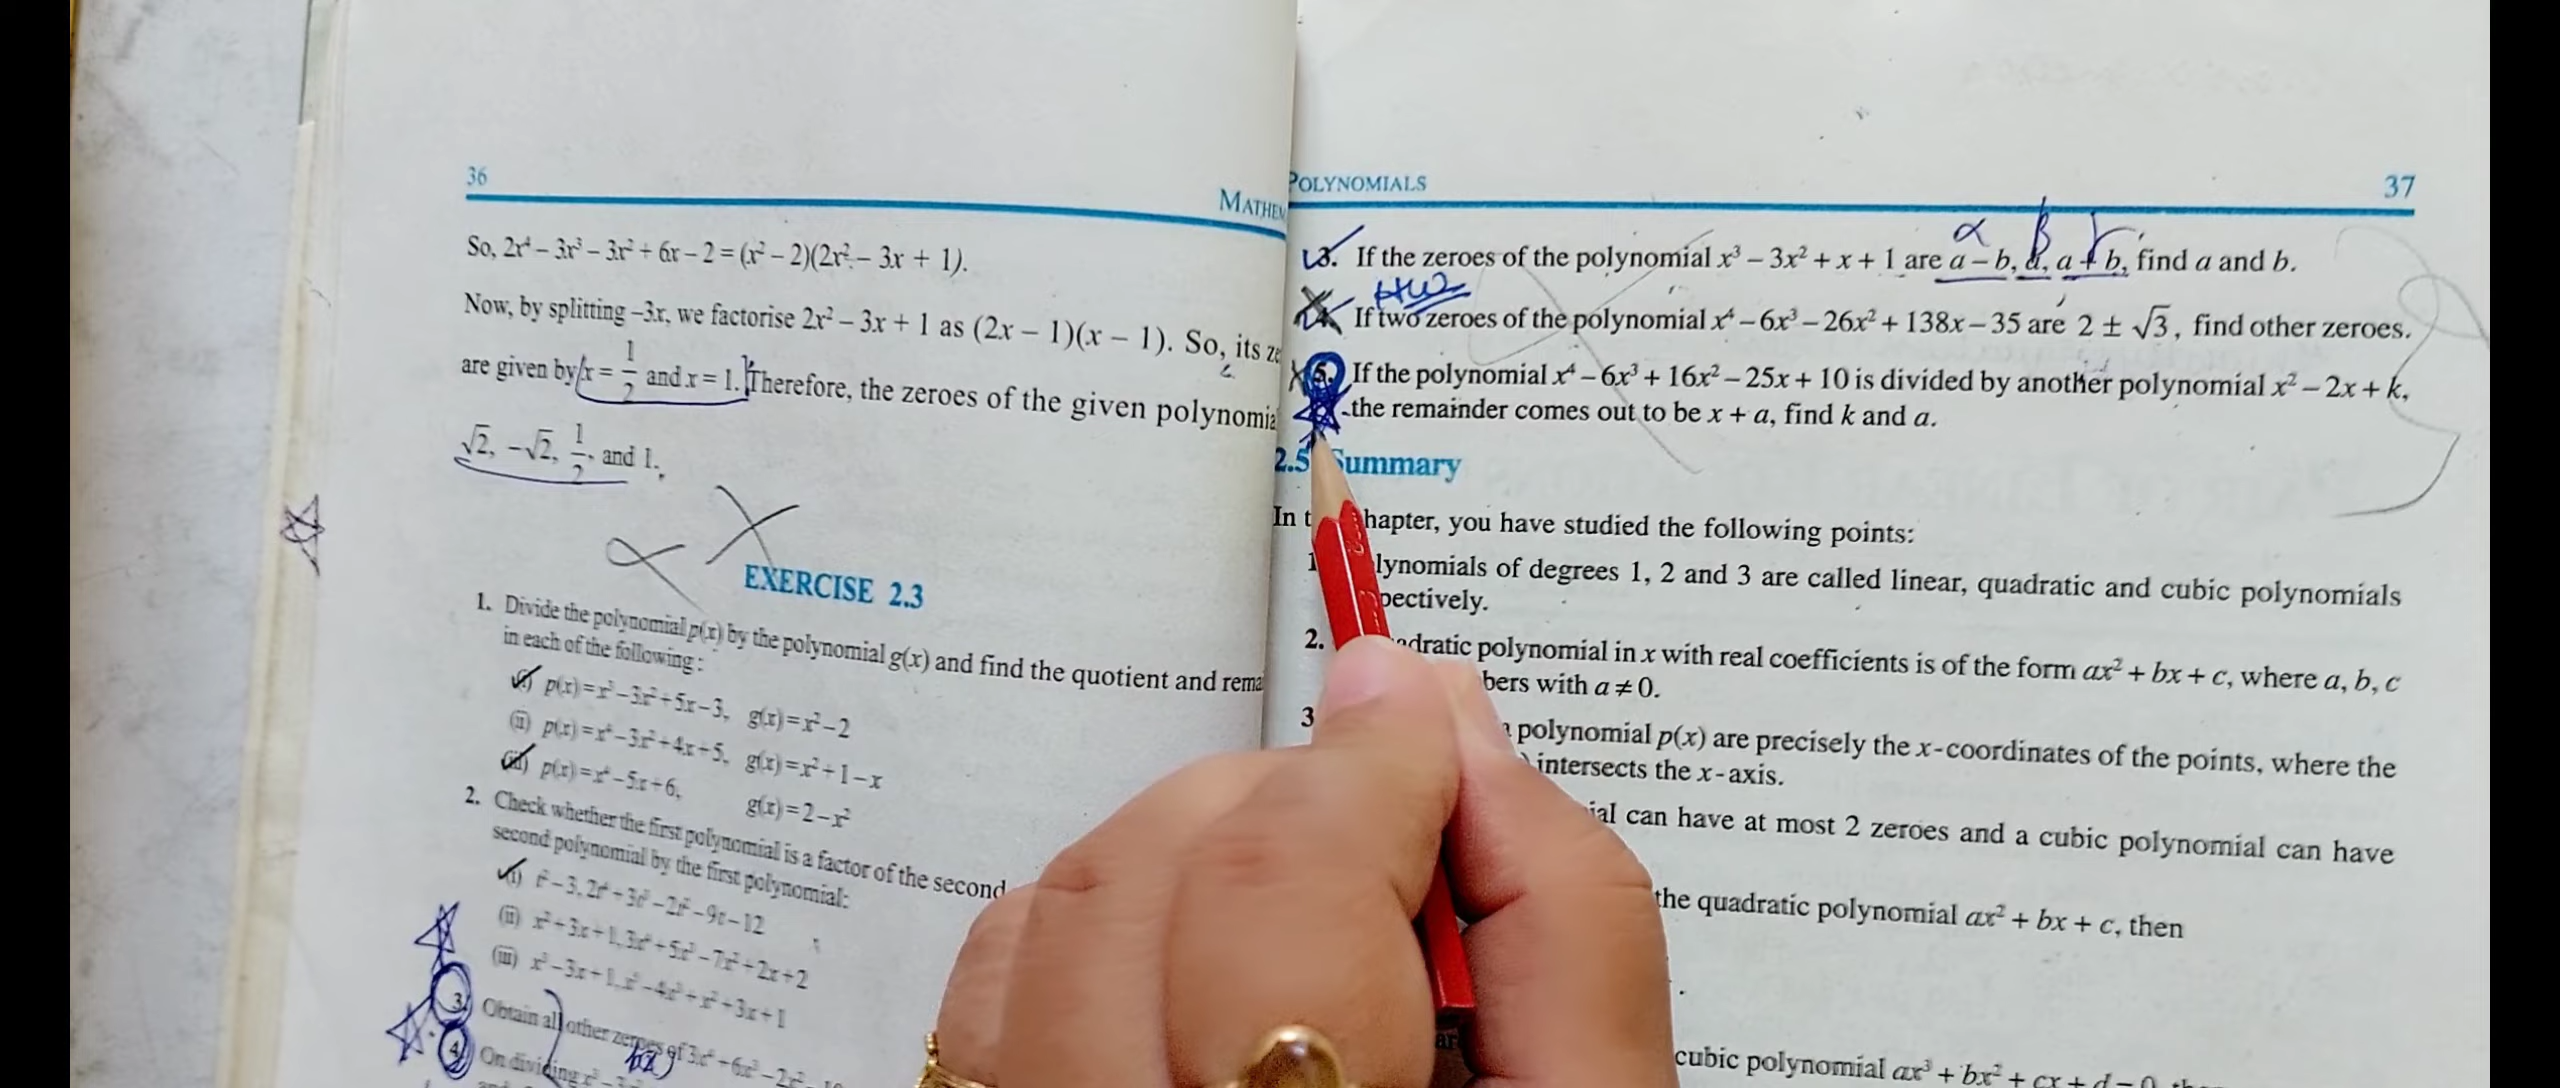 36
MATHEM
So, 2x⁴ – 3x³ – 3x² + 6x – 2 = (x² – 2)(2x² – 3x + 1).
Now, by splitting –3x, we factorise 2x² – 3x + 1 as (2x – 1)(x – 1). So, its
are given by x = 1/2 and x = 1. Therefore, the zeroes of the given polynomia
√2, –√2, 1/2, and 1.
EXERCISE 2.3
1. Divide the polynomial p(x) by the polynomial g(x) and find the quotient and rema
in each of the following :
(i) p(x) = x³ – 3x² + 5x – 3, g(x) = x² – 2
(ii) p(x) = x⁴ – 3x² + 4x + 5, g(x) = x² + 1 – x
(iii) p(x) = x⁴ – 5x + 6, g(x) = 2 – x²
2. Check whether the first polynomial is a factor of the second
second polynomial by the first polynomial:
(i) t² – 3, 2t⁴ + 3t³ – 2t² – 9t – 12
(ii) x² + 3x + 1, 3x⁴ + 5x³ – 7x² + 2x + 2
(iii) x³ – 3x + 1, x⁵ – 4x³ + x² + 3x + 1
3. Obtain all other zeroes of 3x⁴ + 6x³ – 2x² – 10
4. On dividing x³ – 3x²
POLYNOMIALS
37
α β γ
3. If the zeroes of the polynomial x³ – 3x² + x + 1 are a – b, a, a + b, find a and b.
HW
4. If two zeroes of the polynomial x⁴ – 6x³ – 26x² + 138x – 35 are 2 ± √3, find other zeroes.
5. If the polynomial x⁴ – 6x³ + 16x² – 25x + 10 is divided by another polynomial x² – 2x + k,
the remainder comes out to be x + a, find k and a.
2.5 Summary
In t hapter, you have studied the following points:
1 lynomials of degrees 1, 2 and 3 are called linear, quadratic and cubic polynomials
pectively.
2. adratic polynomial in x with real coefficients is of the form ax² + bx + c, where a, b, c
bers with a ≠ 0.
3 polynomial p(x) are precisely the x-coordinates of the points, where the
intersects the x-axis.
ial can have at most 2 zeroes and a cubic polynomial can have
the quadratic polynomial ax² + bx + c, then
cubic polynomial ax³ + bx² + cx + d = 0,